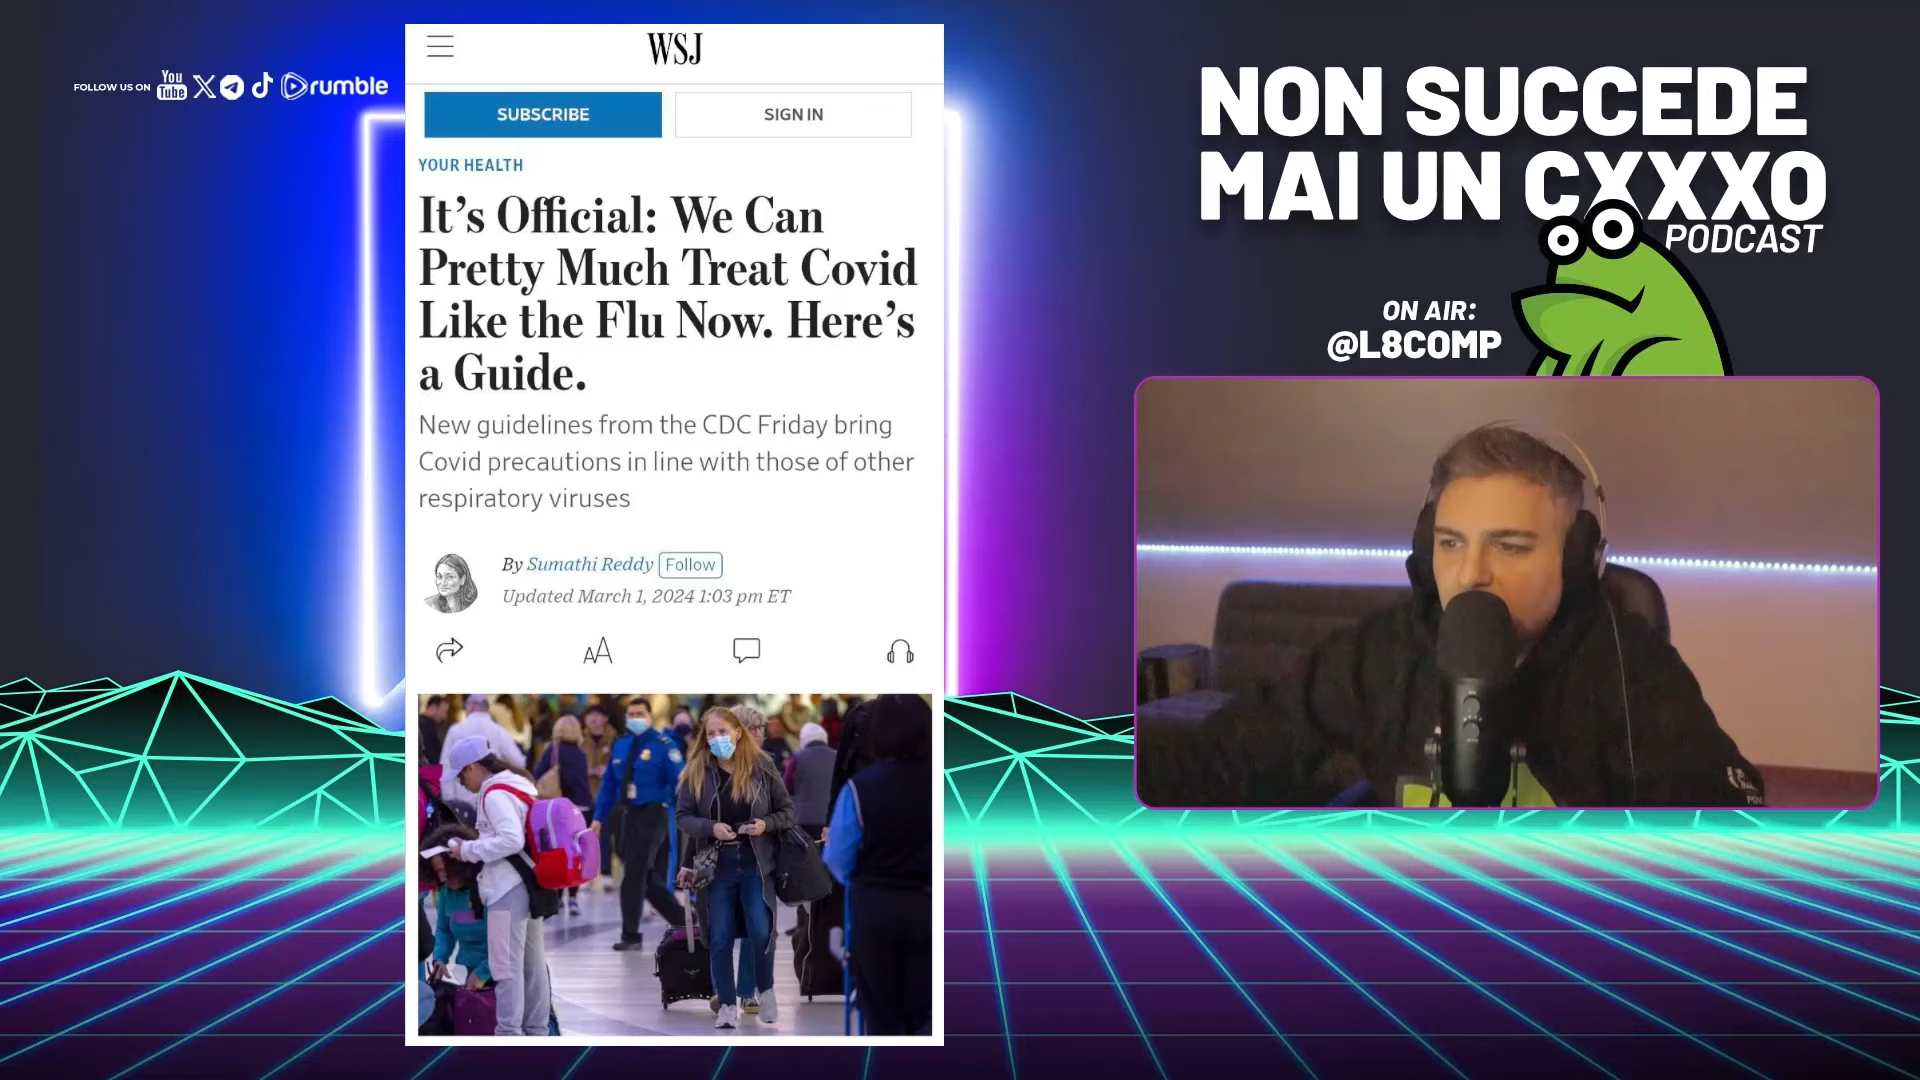 FOLLOW US ON You Tube X rumble
WSJ
SUBSCRIBE
SIGN IN
YOUR HEALTH
It’s Official: We Can
Pretty Much Treat Covid
Like the Flu Now. Here’s
a Guide.
New guidelines from the CDC Friday bring
Covid precautions in line with those of other
respiratory viruses
By Sumathi Reddy Follow
Updated March 1, 2024 1:03 pm ET
AA
NON SUCCEDE
MAI UN CXXXO
PODCAST
ON AIR:
@L8COMP